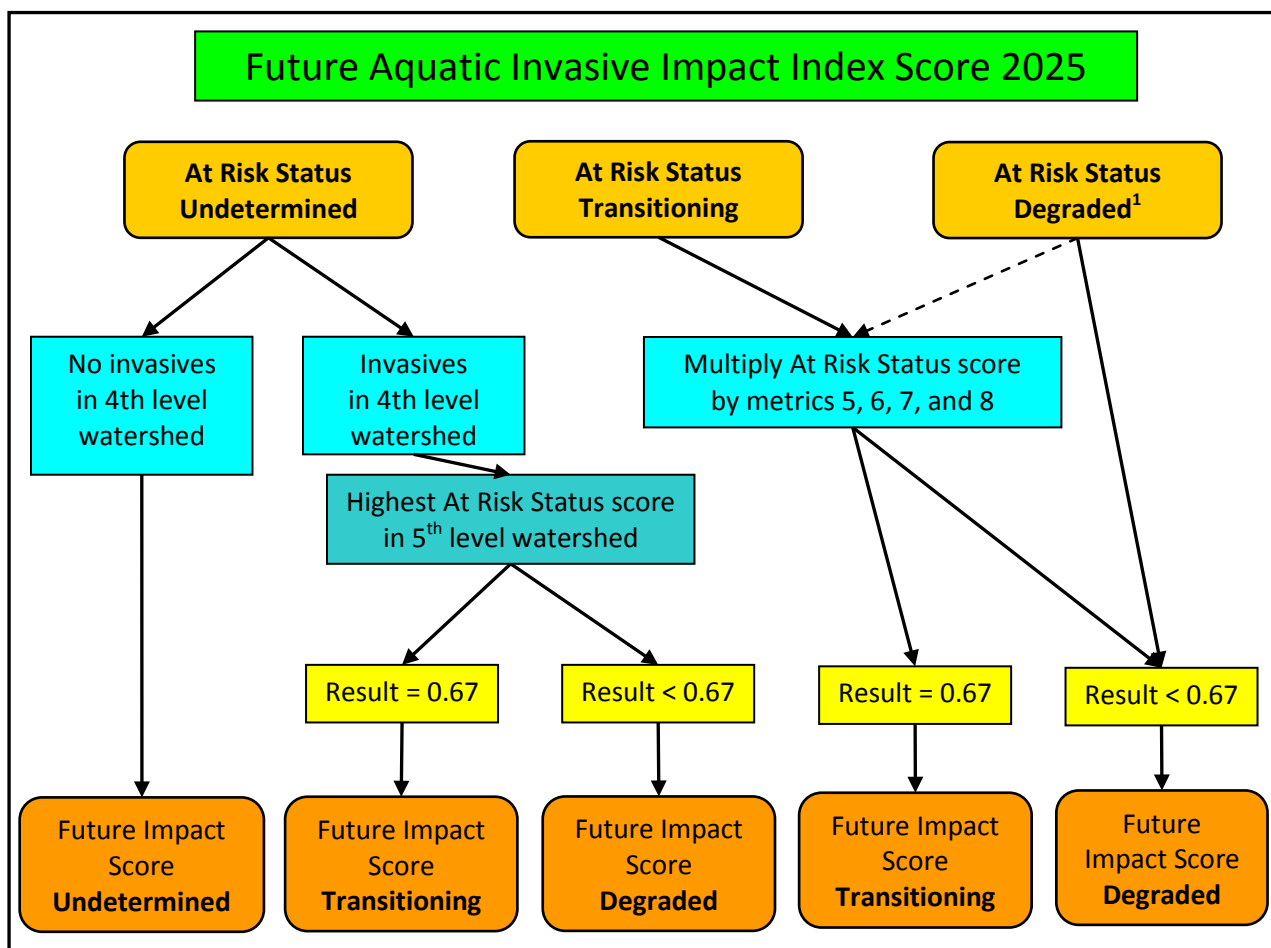 Future Aquatic Invasive Impact Index Score 2025
At Risk Status
Undetermined
At Risk Status
Transitioning
At Risk Status
Degraded¹
No invasives
in 4th level
watershed
Invasives
in 4th level
watershed
Multiply At Risk Status score
by metrics 5, 6, 7, and 8
Highest At Risk Status score
in 5th level watershed
Result = 0.67
Result < 0.67
Result = 0.67
Result < 0.67
Future Impact
Score
Undetermined
Future Impact
Score
Transitioning
Future Impact
Score
Degraded
Future Impact
Score
Transitioning
Future
Impact Score
Degraded